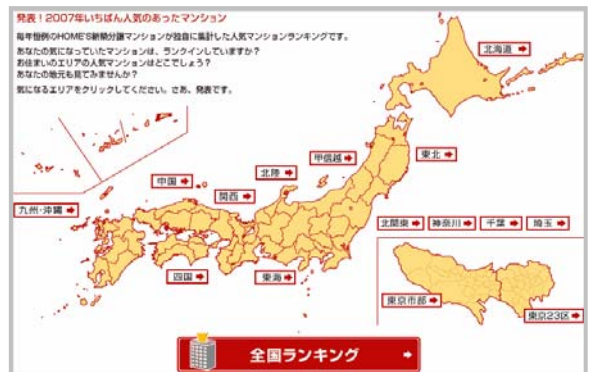 発表！2007年いちばん人気のあったマンション
毎年恒例のHOME'S新築分譲マンションが独自に集計した人気マンションランキングです。
あなたの気になっていたマンションは、ランクインしていますか？
お住まいのエリアの人気マンションはどこでしょう？
あなたの地元も見てみませんか？
気になるエリアをクリックしてください。さあ、発表です。
北海道
甲信越
東北
北陸
中国
関西
九州・沖縄
北関東
神奈川
千葉
埼玉
四国
東海
東京市部
東京23区
全国ランキング